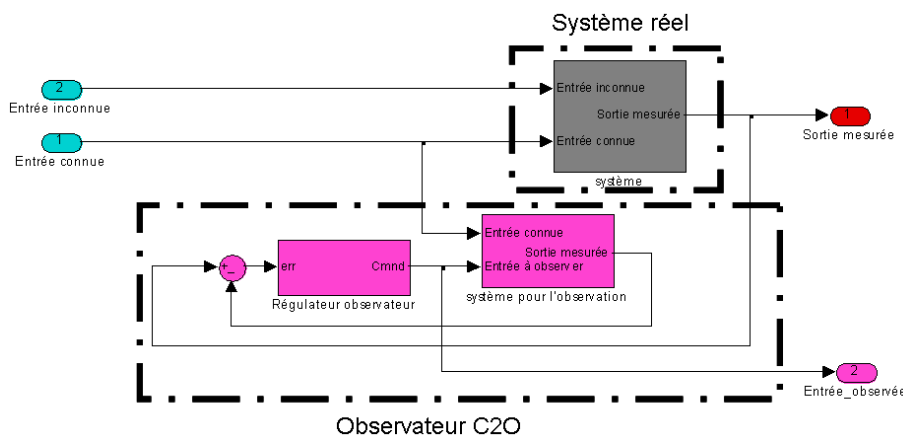 Système réel
2
Entrée inconnue
1
Entrée connue
Entrée inconnue
Sortie mesurée
Entrée connue
système
1
Sortie mesurée
+
_
err
Cmnd
Régulateur observateur
Entrée connue
Sortie mesurée
Entrée à observer
système pour l'observation
2
Entrée_observée
Observateur C2O